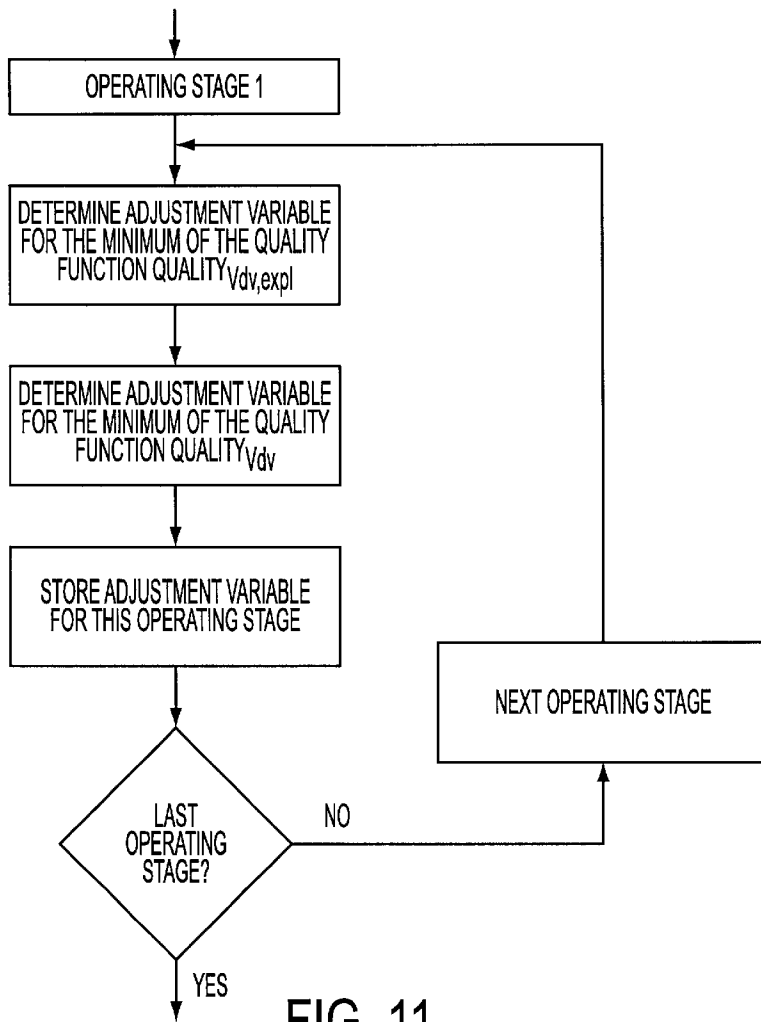 OPERATING STAGE 1
DETERMINE ADJUSTMENT VARIABLE
FOR THE MINIMUM OF THE QUALITY
FUNCTION QUALITYVdv,expl
DETERMINE ADJUSTMENT VARIABLE
FOR THE MINIMUM OF THE QUALITY
FUNCTION QUALITYVdv
STORE ADJUSTMENT VARIABLE
FOR THIS OPERATING STAGE
NEXT OPERATING STAGE
LAST
OPERATING
STAGE?
NO
YES
FIG. 11